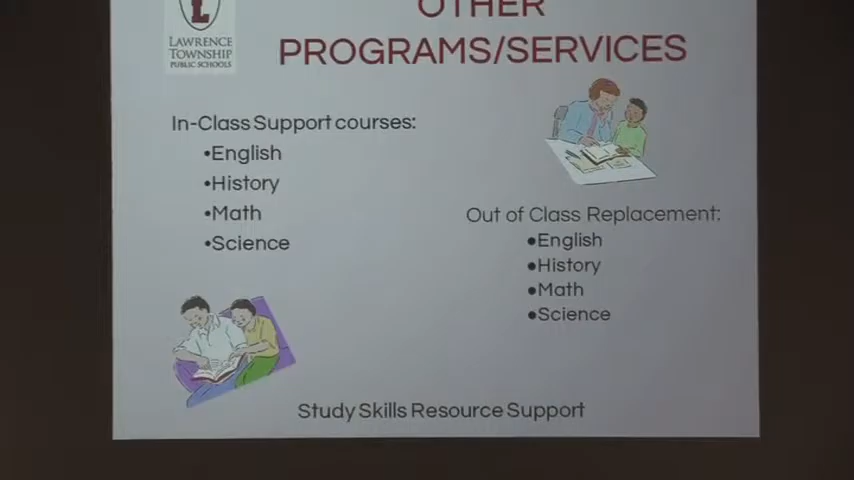 L
LAWRENCE
TOWNSHIP
PUBLIC SCHOOLS
OTHER
PROGRAMS/SERVICES
In-Class Support courses:
•English
•History
•Math
•Science
Out of Class Replacement:
●English
●History
●Math
●Science
Study Skills Resource Support